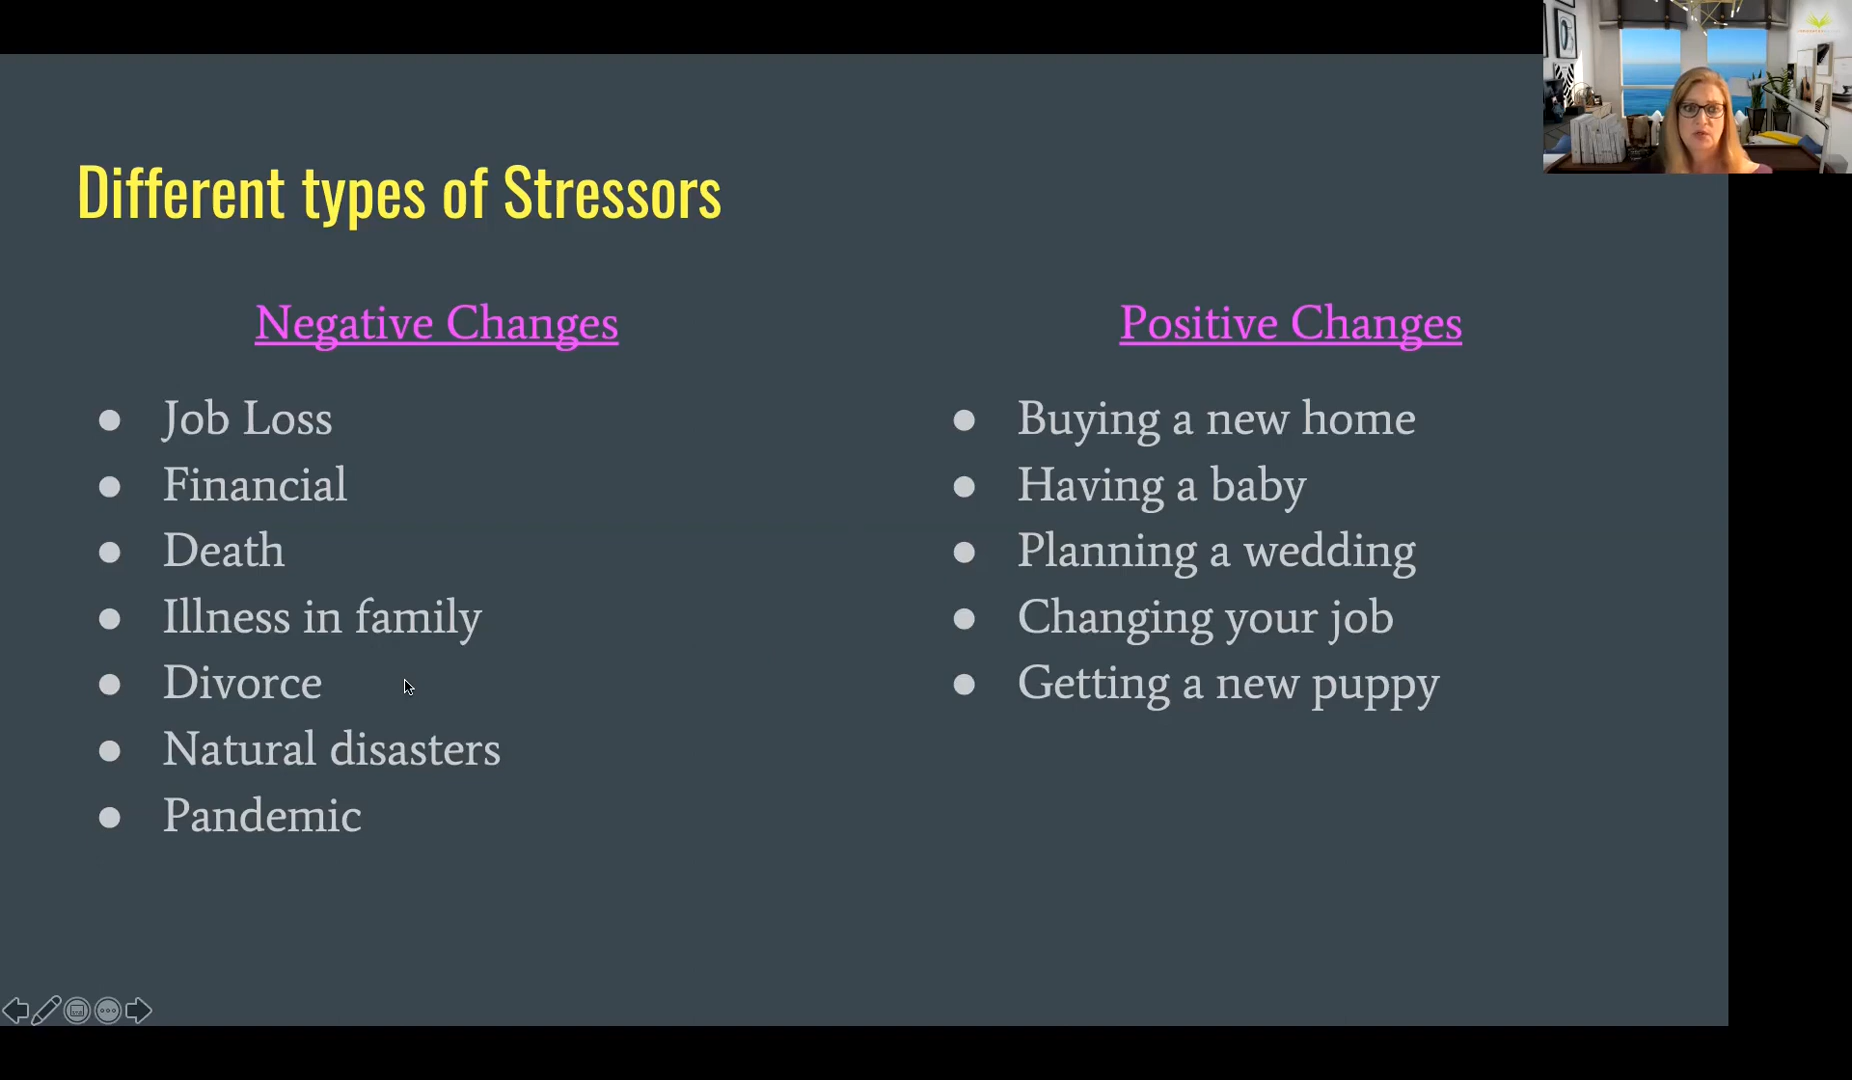 Different types of Stressors
Negative Changes
Job Loss
Financial
Death
Illness in family
Divorce
Natural disasters
Pandemic
Positive Changes
Buying a new home
Having a baby
Planning a wedding
Changing your job
Getting a new puppy